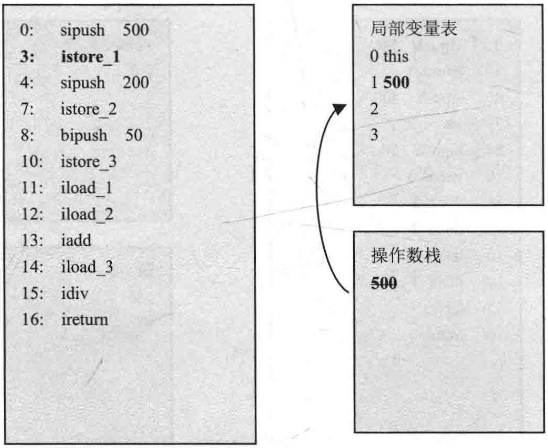 0: sipush 500
3: istore_1
4: sipush 200
7: istore_2
8: bipush 50
10: istore_3
11: iload_1
12: iload_2
13: iadd
14: iload_3
15: idiv
16: ireturn
局部变量表
0 this
1 500
2
3
操作数栈
500